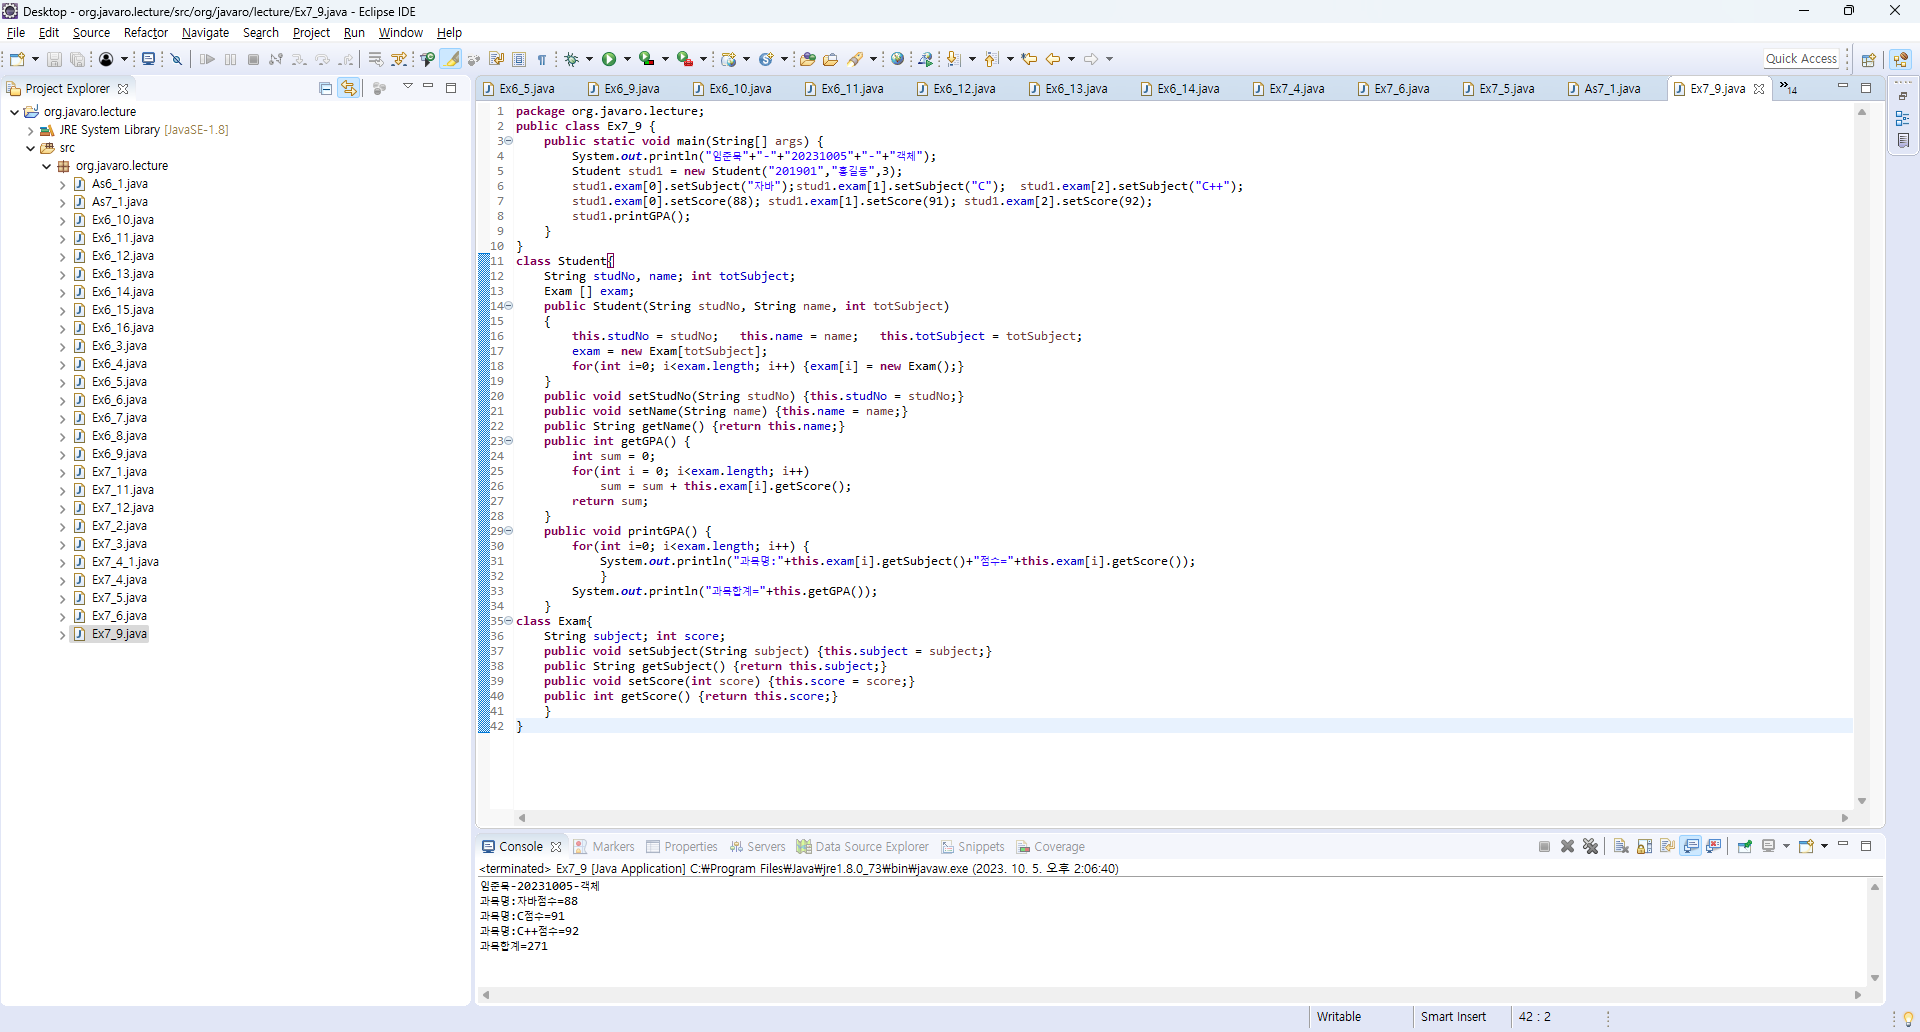 Desktop - org.javaro.lecture/src/org/javaro/lecture/Ex7_9.java - Eclipse IDE
File Edit Source Refactor Navigate Search Project Run Window Help
Quick Access
Project Explorer
org.javaro.lecture
JRE System Library [JavaSE-1.8]
src
org.javaro.lecture
As6_1.java
As7_1.java
Ex6_10.java
Ex6_11.java
Ex6_12.java
Ex6_13.java
Ex6_14.java
Ex6_15.java
Ex6_16.java
Ex6_3.java
Ex6_4.java
Ex6_5.java
Ex6_6.java
Ex6_7.java
Ex6_8.java
Ex6_9.java
Ex7_1.java
Ex7_11.java
Ex7_12.java
Ex7_2.java
Ex7_3.java
Ex7_4_1.java
Ex7_4.java
Ex7_5.java
Ex7_6.java
Ex7_9.java
Ex6_5.java Ex6_9.java Ex6_10.java Ex6_11.java Ex6_12.java Ex6_13.java Ex6_14.java Ex7_4.java Ex7_6.java Ex7_5.java As7_1.java Ex7_9.java »14
1 package org.javaro.lecture;
2 public class Ex7_9 {
3 public static void main(String[] args) {
4 System.out.println("임준묵"+"-"+"20231005"+"-"+"객체");
5 Student stud1 = new Student("201901","홍길동",3);
6 stud1.exam[0].setSubject("자바");stud1.exam[1].setSubject("C"); stud1.exam[2].setSubject("C++");
7 stud1.exam[0].setScore(88); stud1.exam[1].setScore(91); stud1.exam[2].setScore(92);
8 stud1.printGPA();
9 }
10 }
11 class Student{
12 String studNo, name; int totSubject;
13 Exam [] exam;
14 public Student(String studNo, String name, int totSubject)
15 {
16 this.studNo = studNo; this.name = name; this.totSubject = totSubject;
17 exam = new Exam[totSubject];
18 for(int i=0; i<exam.length; i++) {exam[i] = new Exam();}
19 }
20 public void setStudNo(String studNo) {this.studNo = studNo;}
21 public void setName(String name) {this.name = name;}
22 public String getName() {return this.name;}
23 public int getGPA() {
24 int sum = 0;
25 for(int i = 0; i<exam.length; i++)
26 sum = sum + this.exam[i].getScore();
27 return sum;
28 }
29 public void printGPA() {
30 for(int i=0; i<exam.length; i++) {
31 System.out.println("과목명:"+this.exam[i].getSubject()+"점수="+this.exam[i].getScore());
32 }
33 System.out.println("과목합계="+this.getGPA());
34 }
35 class Exam{
36 String subject; int score;
37 public void setSubject(String subject) {this.subject = subject;}
38 public String getSubject() {return this.subject;}
39 public void setScore(int score) {this.score = score;}
40 public int getScore() {return this.score;}
41 }
42 }
Console Markers Properties Servers Data Source Explorer Snippets Coverage
<terminated> Ex7_9 [Java Application] C:₩Program Files₩Java₩jre1.8.0_73₩bin₩javaw.exe (2023. 10. 5. 오후 2:06:40)
임준묵-20231005-객체
과목명:자바점수=88
과목명:C점수=91
과목명:C++점수=92
과목합계=271
Writable Smart Insert 42 : 2